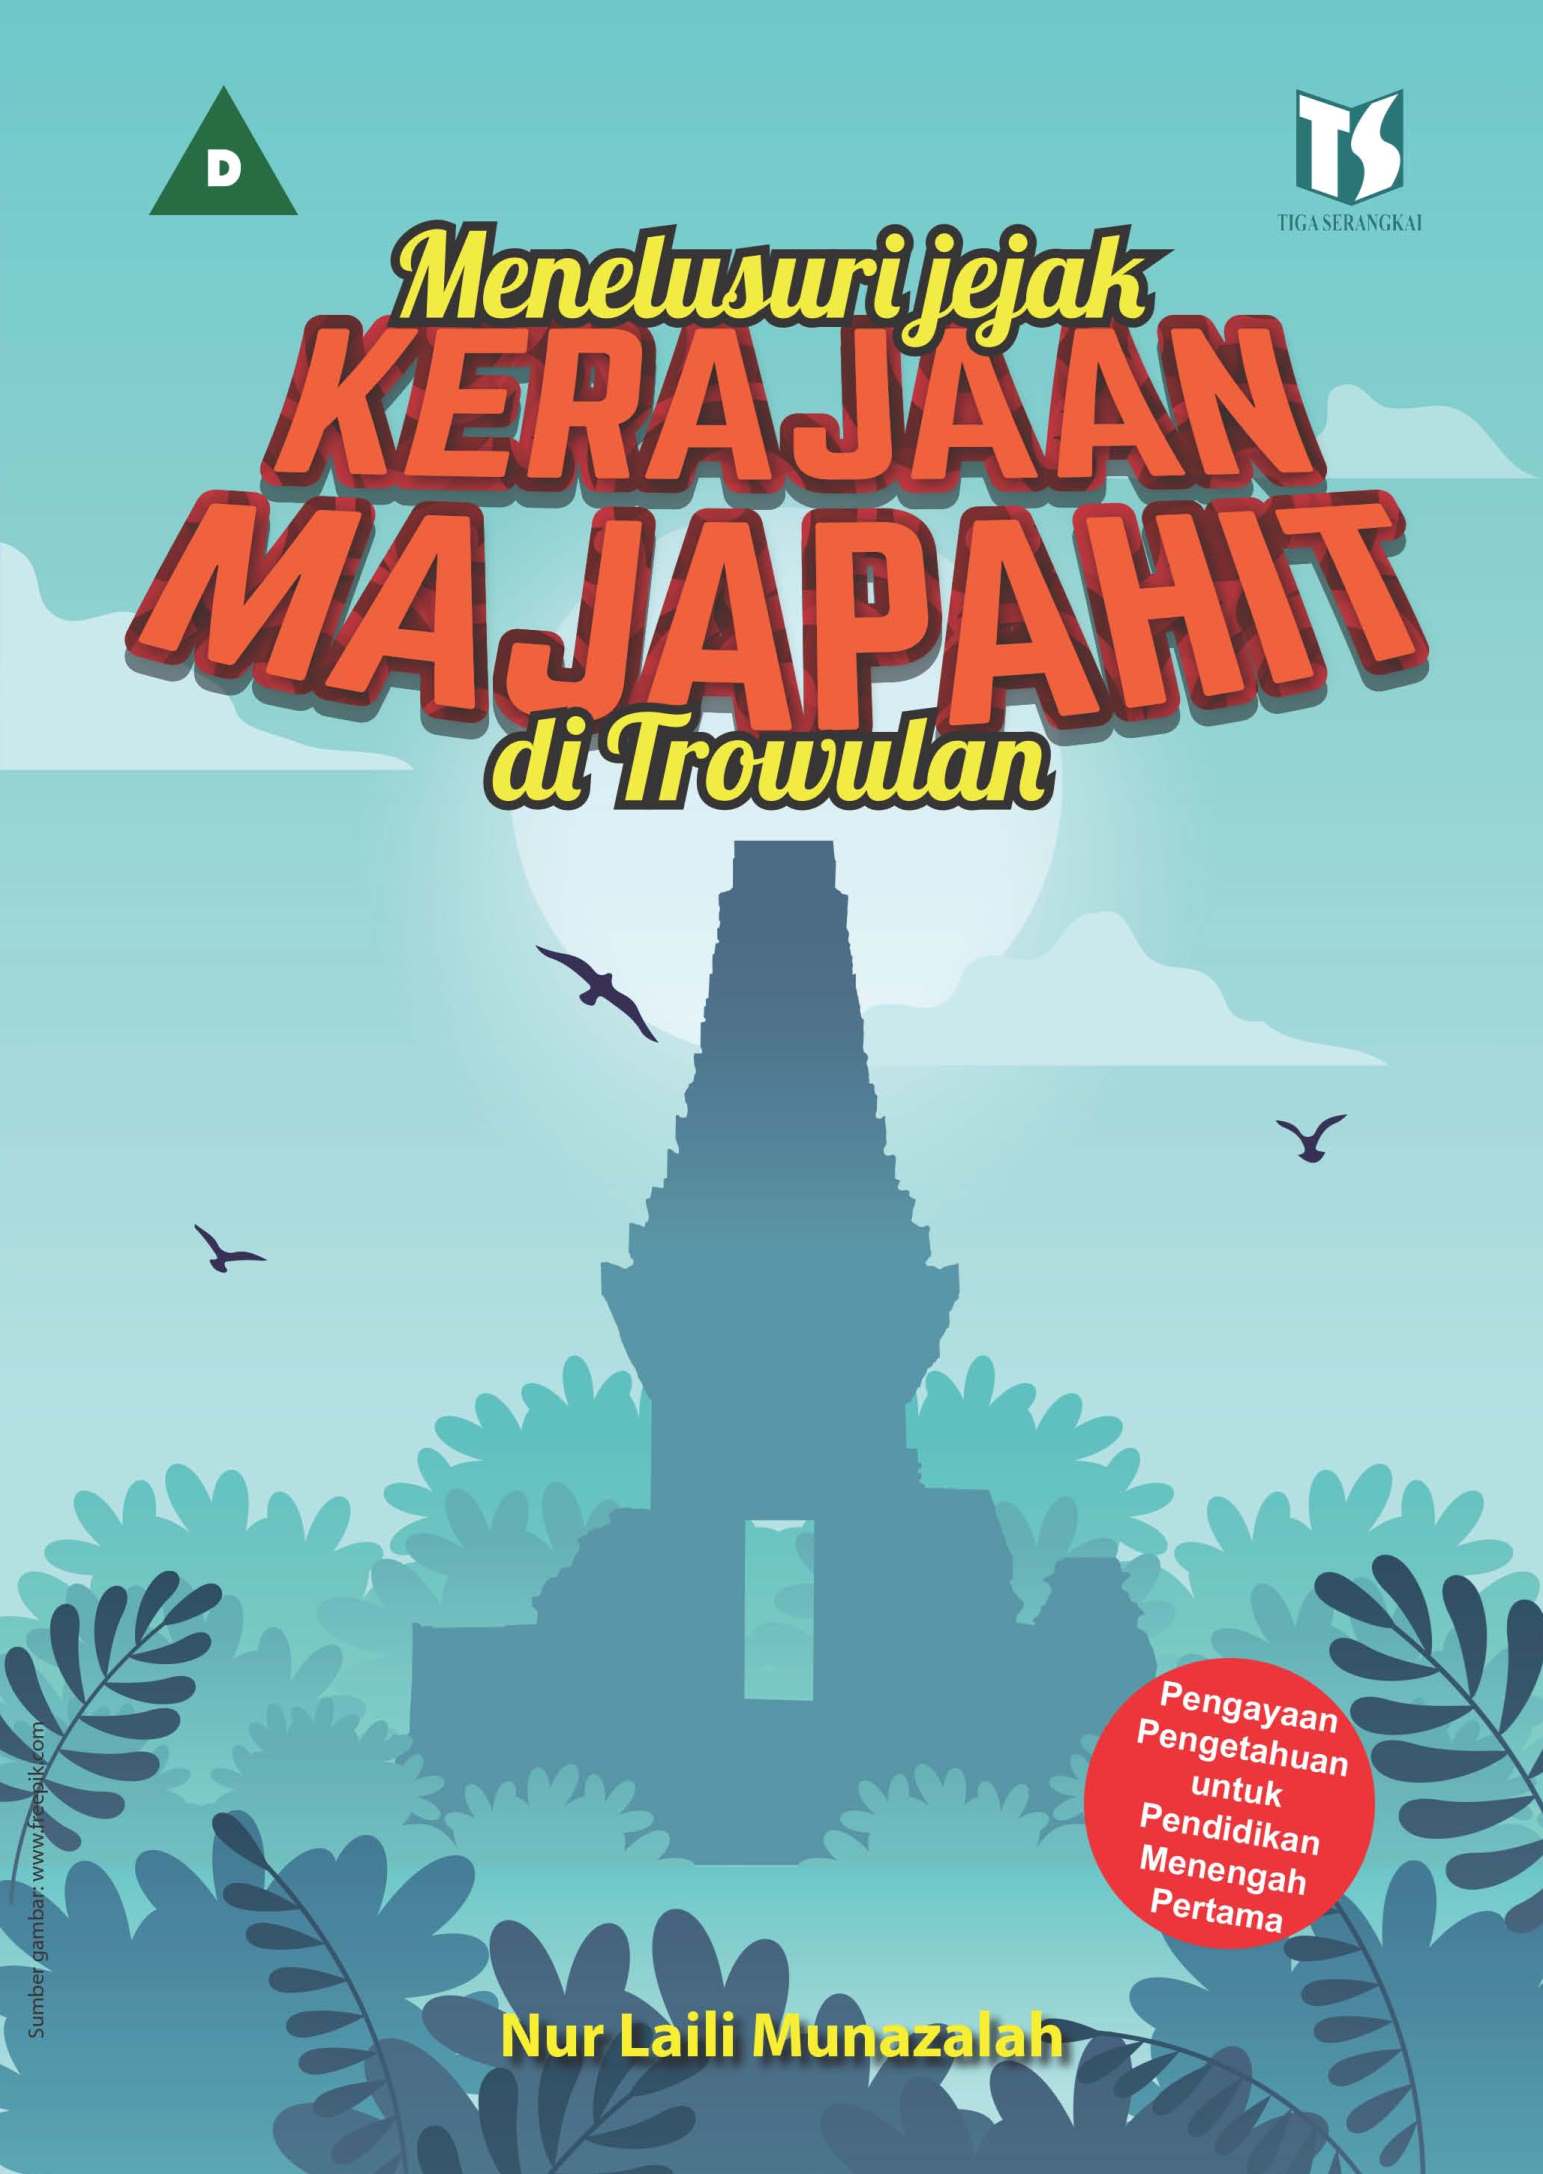 D
TS
TIGA SERANGKAI
Menelusuri jejak
KERAJAAN
MAJAPAHIT
di Trowulan
Pengayaan
Pengetahuan
untuk
Pendidikan
Menengah
Pertama
Sumber gambar: www.freepik.com
Nur Laili Munazalah